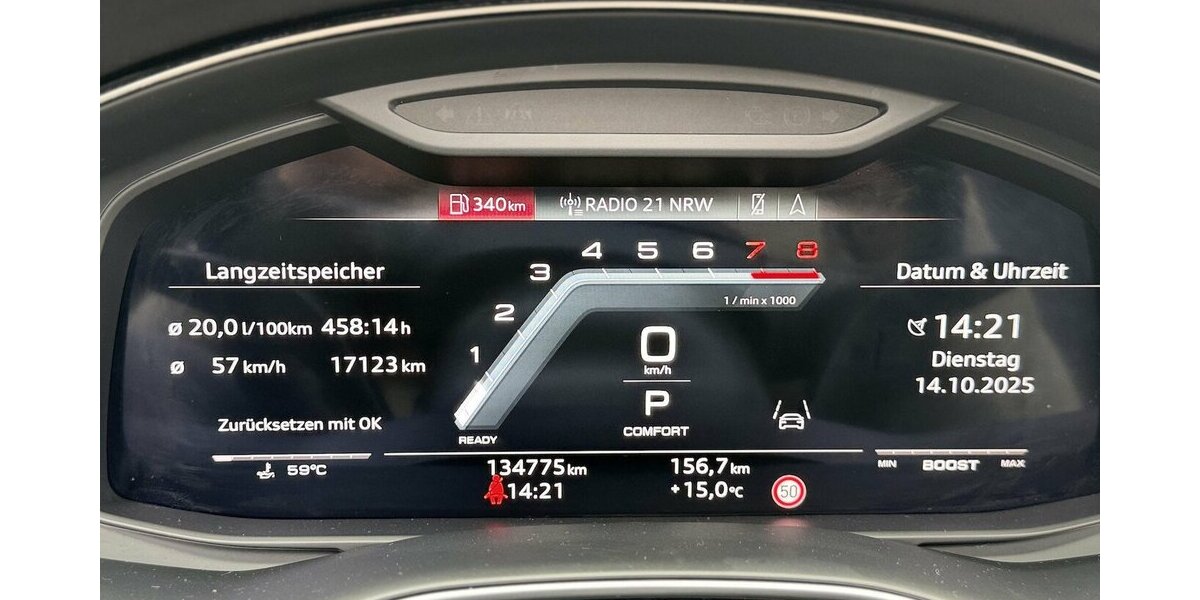 340 km
RADIO 21 NRW
Langzeitspeicher
ø 20,0 l/100km 458:14 h
ø 57 km/h 17123 km
Zurücksetzen mit OK
59°C
1
2
3
4
5
6
7
8
1 / min x 1000
0
km/h
P
COMFORT
READY
Datum & Uhrzeit
14:21
Dienstag
14.10.2025
MIN BOOST MAX
134775 km 156,7 km
14:21 +15,0°C 50